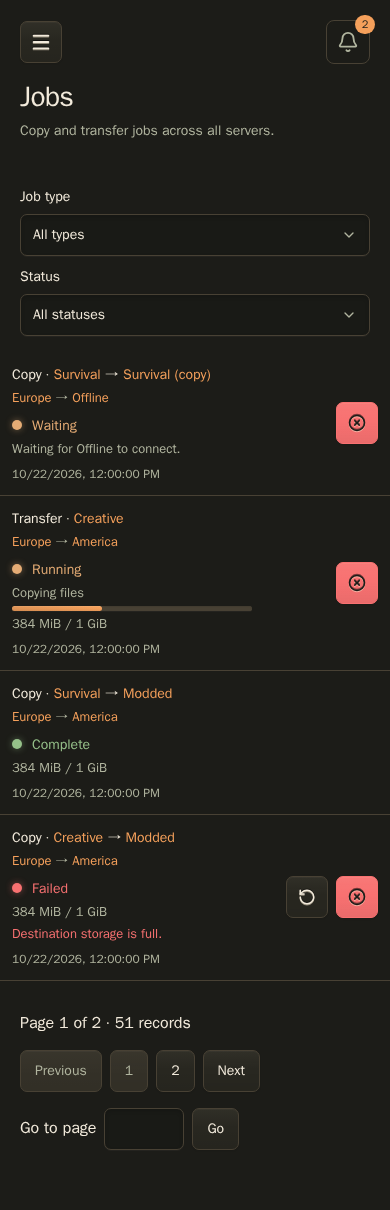 2
Jobs
Copy and transfer jobs across all servers.
Job type
All types
Status
All statuses
Copy · Survival → Survival (copy)
Europe → Offline
Waiting
Waiting for Offline to connect.
10/22/2026, 12:00:00 PM
Transfer · Creative
Europe → America
Running
Copying files
384 MiB / 1 GiB
10/22/2026, 12:00:00 PM
Copy · Survival → Modded
Europe → America
Complete
384 MiB / 1 GiB
10/22/2026, 12:00:00 PM
Copy · Creative → Modded
Europe → America
Failed
384 MiB / 1 GiB
Destination storage is full.
10/22/2026, 12:00:00 PM
Page 1 of 2 · 51 records
Previous 1 2 Next
Go to page Go